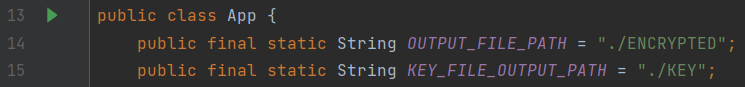 13 public class App {
14 public final static String OUTPUT_FILE_PATH = "./ENCRYPTED";
15 public final static String KEY_FILE_OUTPUT_PATH = "./KEY";